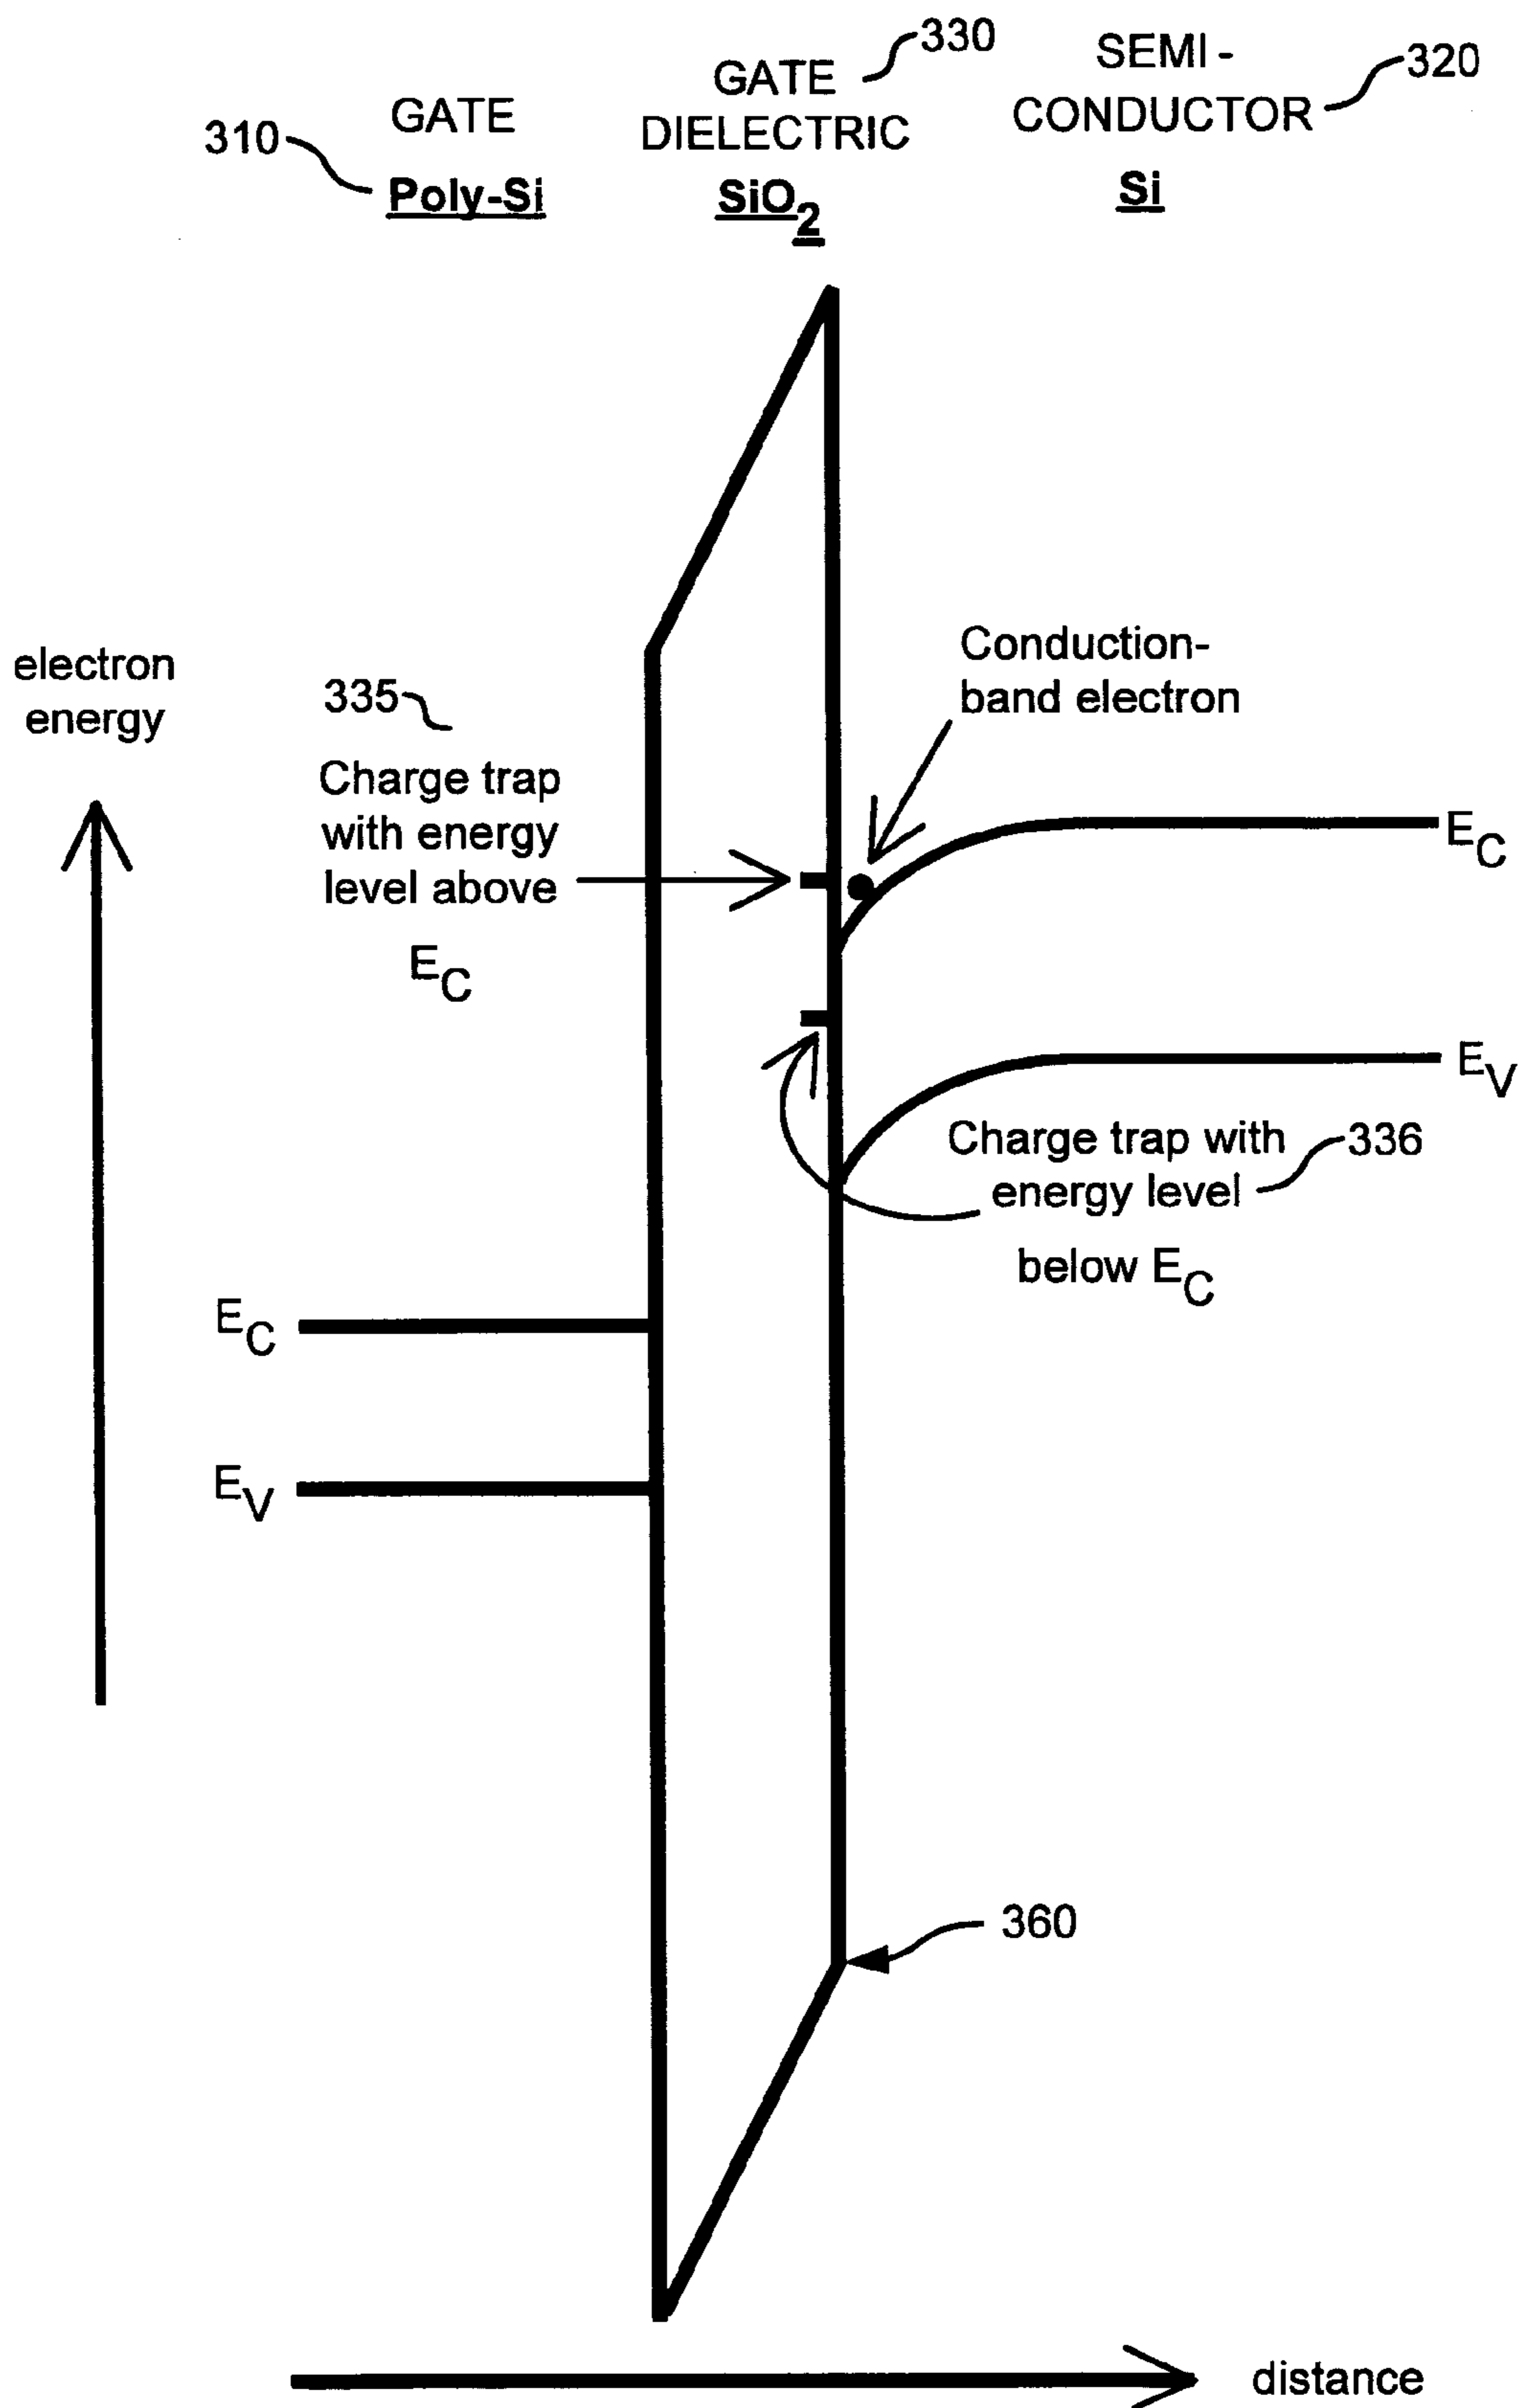 330
SEMI -
320
GATE
DIELECTRIC
CONDUCTOR
GATE
310
Poly-Si
SiO2
Si
electron
energy
335
Charge trap
with energy
level above
EC
Conduction-
band electron
EC
EV
Charge trap with
336
energy level
below EC
EC
EV
360
distance